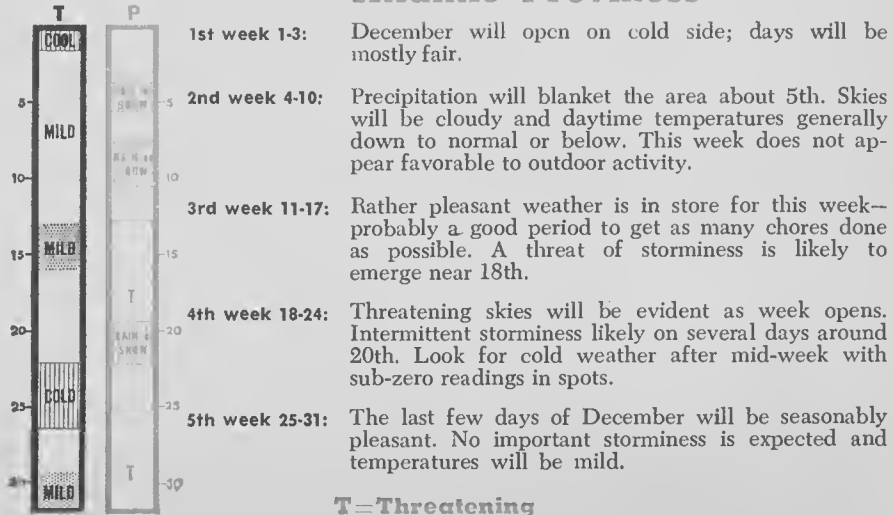 T P
COOL
MILD
MILD
COLD
MILD
5
10
15
20
25
RAIN or SNOW
T
RAIN or SNOW
T
5
10
15
20
25
30
1st week 1-3: December will open on cold side; days will be
mostly fair.
2nd week 4-10: Precipitation will blanket the area about 5th. Skies
will be cloudy and daytime temperatures generally
down to normal or below. This week does not ap-
pear favorable to outdoor activity.
3rd week 11-17: Rather pleasant weather is in store for this week—
probably a good period to get as many chores done
as possible. A threat of storminess is likely to
emerge near 18th.
4th week 18-24: Threatening skies will be evident as week opens.
Intermittent storminess likely on several days around
20th. Look for cold weather after mid-week with
sub-zero readings in spots.
5th week 25-31: The last few days of December will be seasonably
pleasant. No important storminess is expected and
temperatures will be mild.
T=Threatening